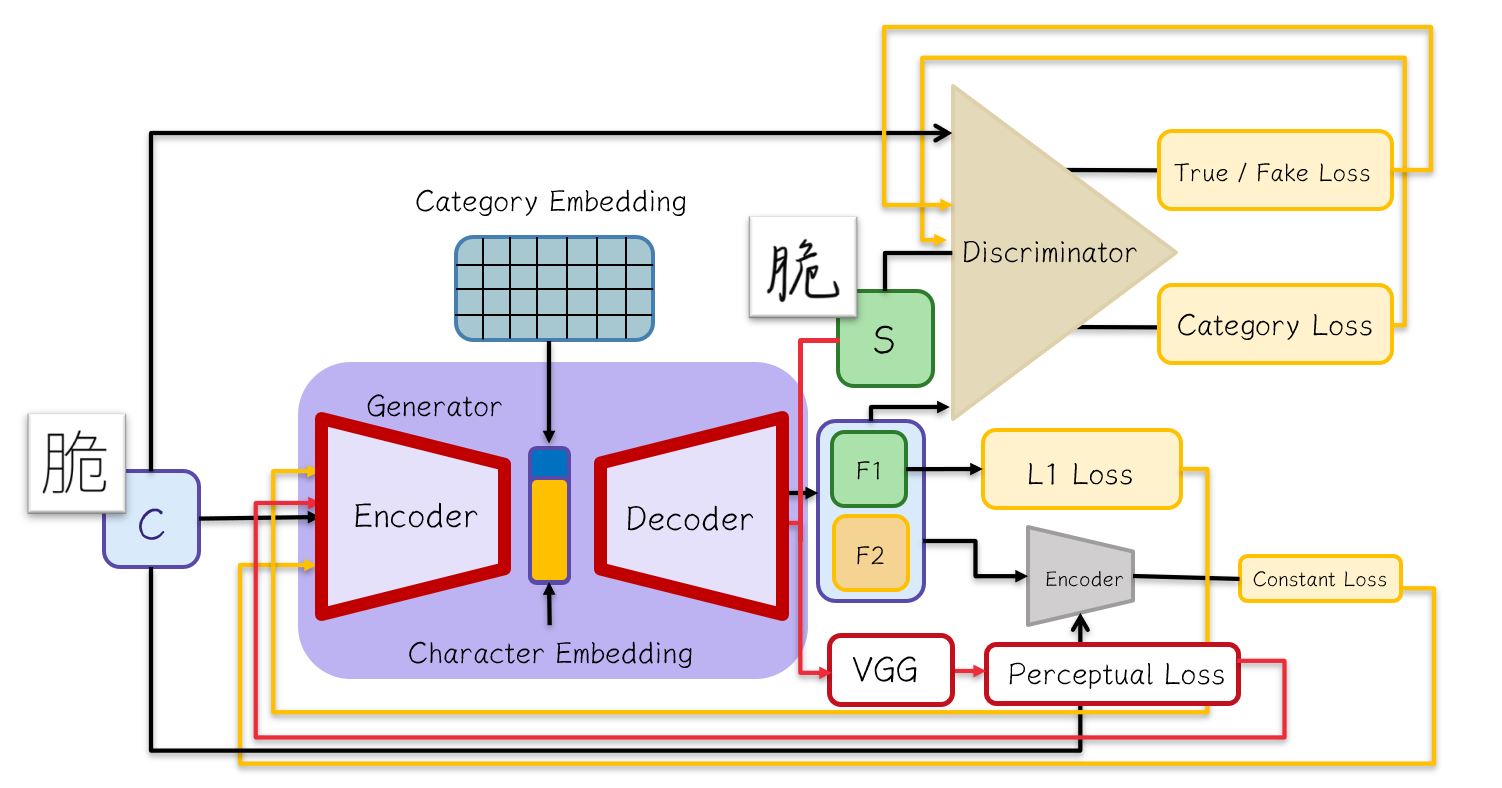 Category Embedding
True / Fake Loss
脆
Discriminator
S
Category Loss
Generator
脆
C
Encoder
Decoder
F1
L1 Loss
F2
Encoder
Constant Loss
Character Embedding
VGG
Perceptual Loss